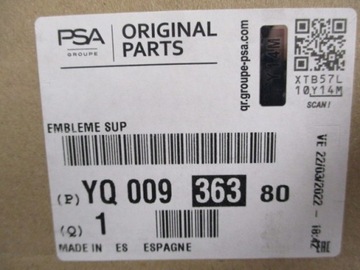 PSA
GROUPE
ORIGINAL
PARTS
qr.groupe-psa.com
XTB57L
10Y14M
SCAN!
EMBLEME SUP
(P) YQ 009 363 80
(Q) 1
MADE IN ES ESPAGNE
VE 22/03/2022
EAC